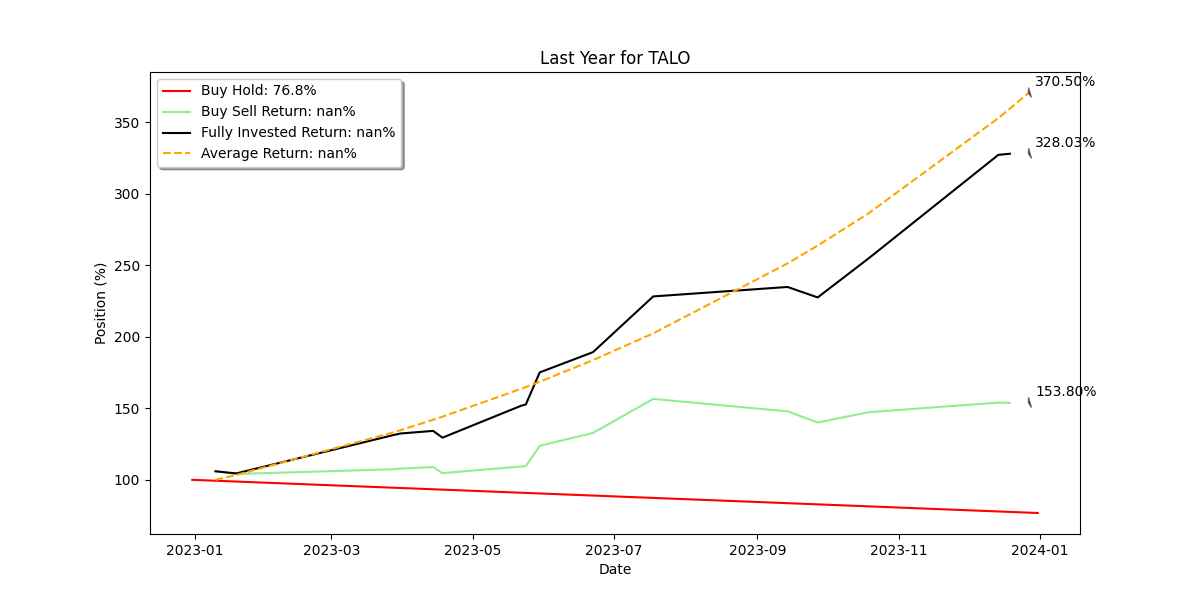 Last Year for TALO
Buy Hold: 76.8%
Buy Sell Return: nan%
Fully Invested Return: nan%
Average Return: nan%
370.50%
328.03%
153.80%
Position (%)
350
300
250
200
150
100
2023-01
2023-03
2023-05
2023-07
2023-09
2023-11
2024-01
Date